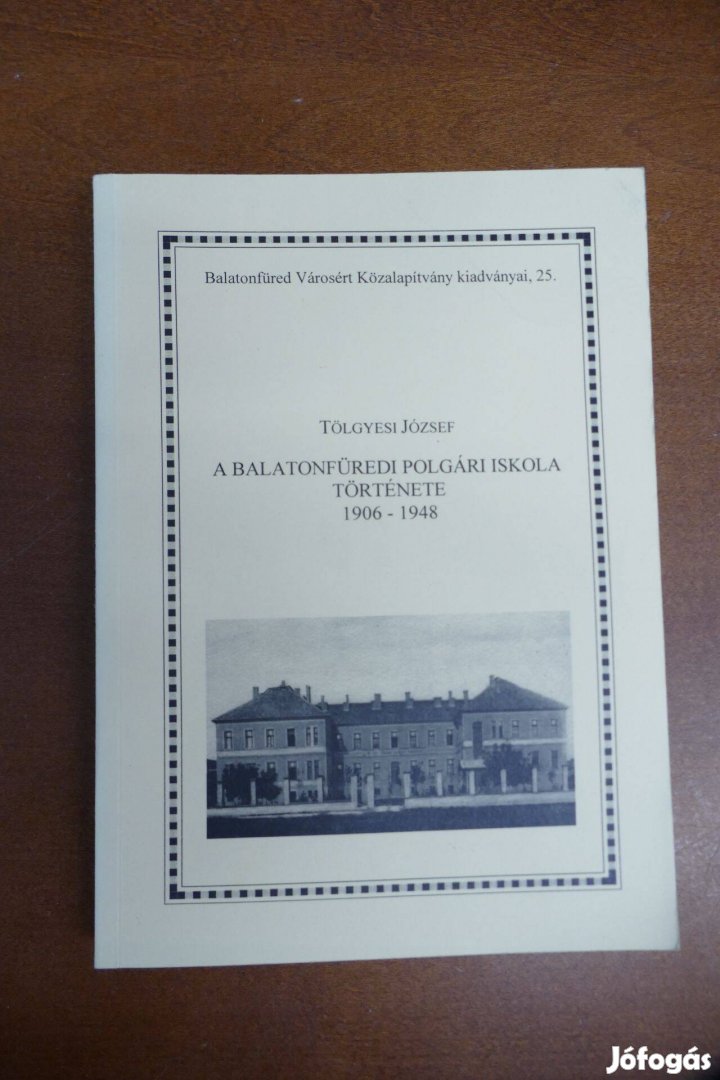 Balatonfüred Városért Közalapítvány kiadványai, 25.
TÖLGYESI JÓZSEF
A BALATONFÜREDI POLGÁRI ISKOLA
TÖRTÉNETE
1906 - 1948
Jófogás